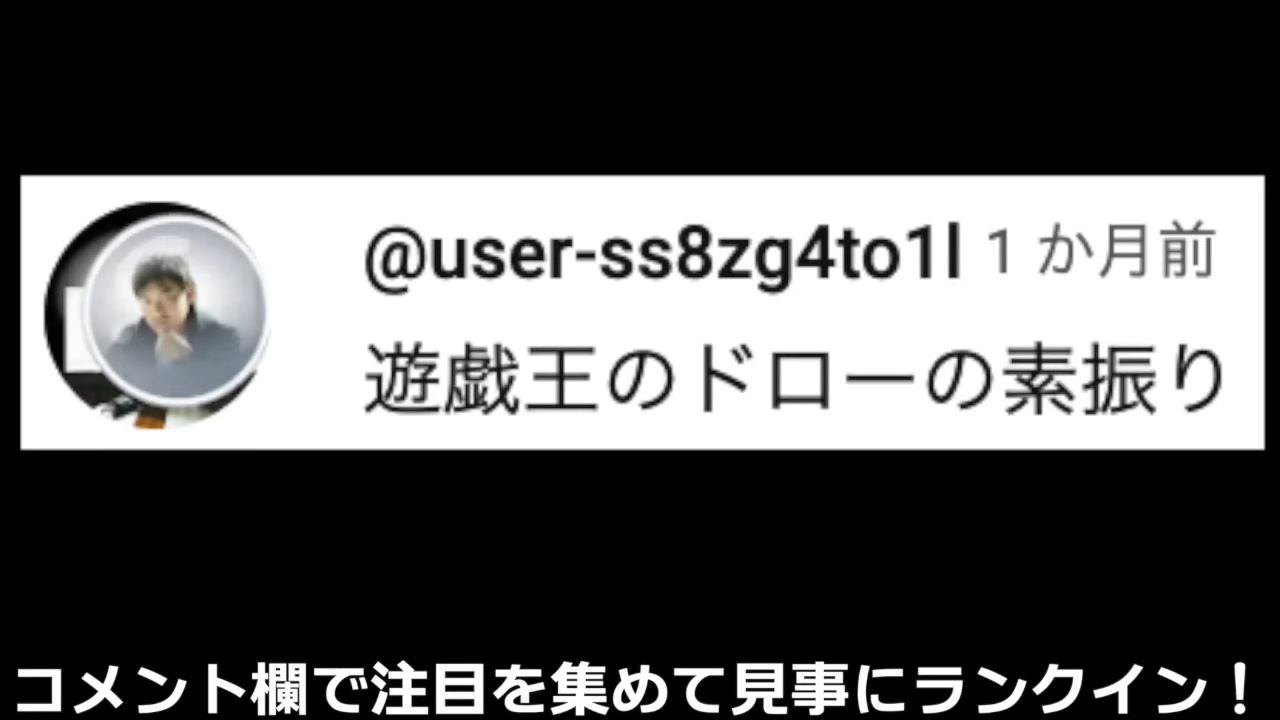 @user-ss8zg4to1l 1 か月前
遊戯王のドローの素振り
コメント欄で注目を集めて見事にランクイン！